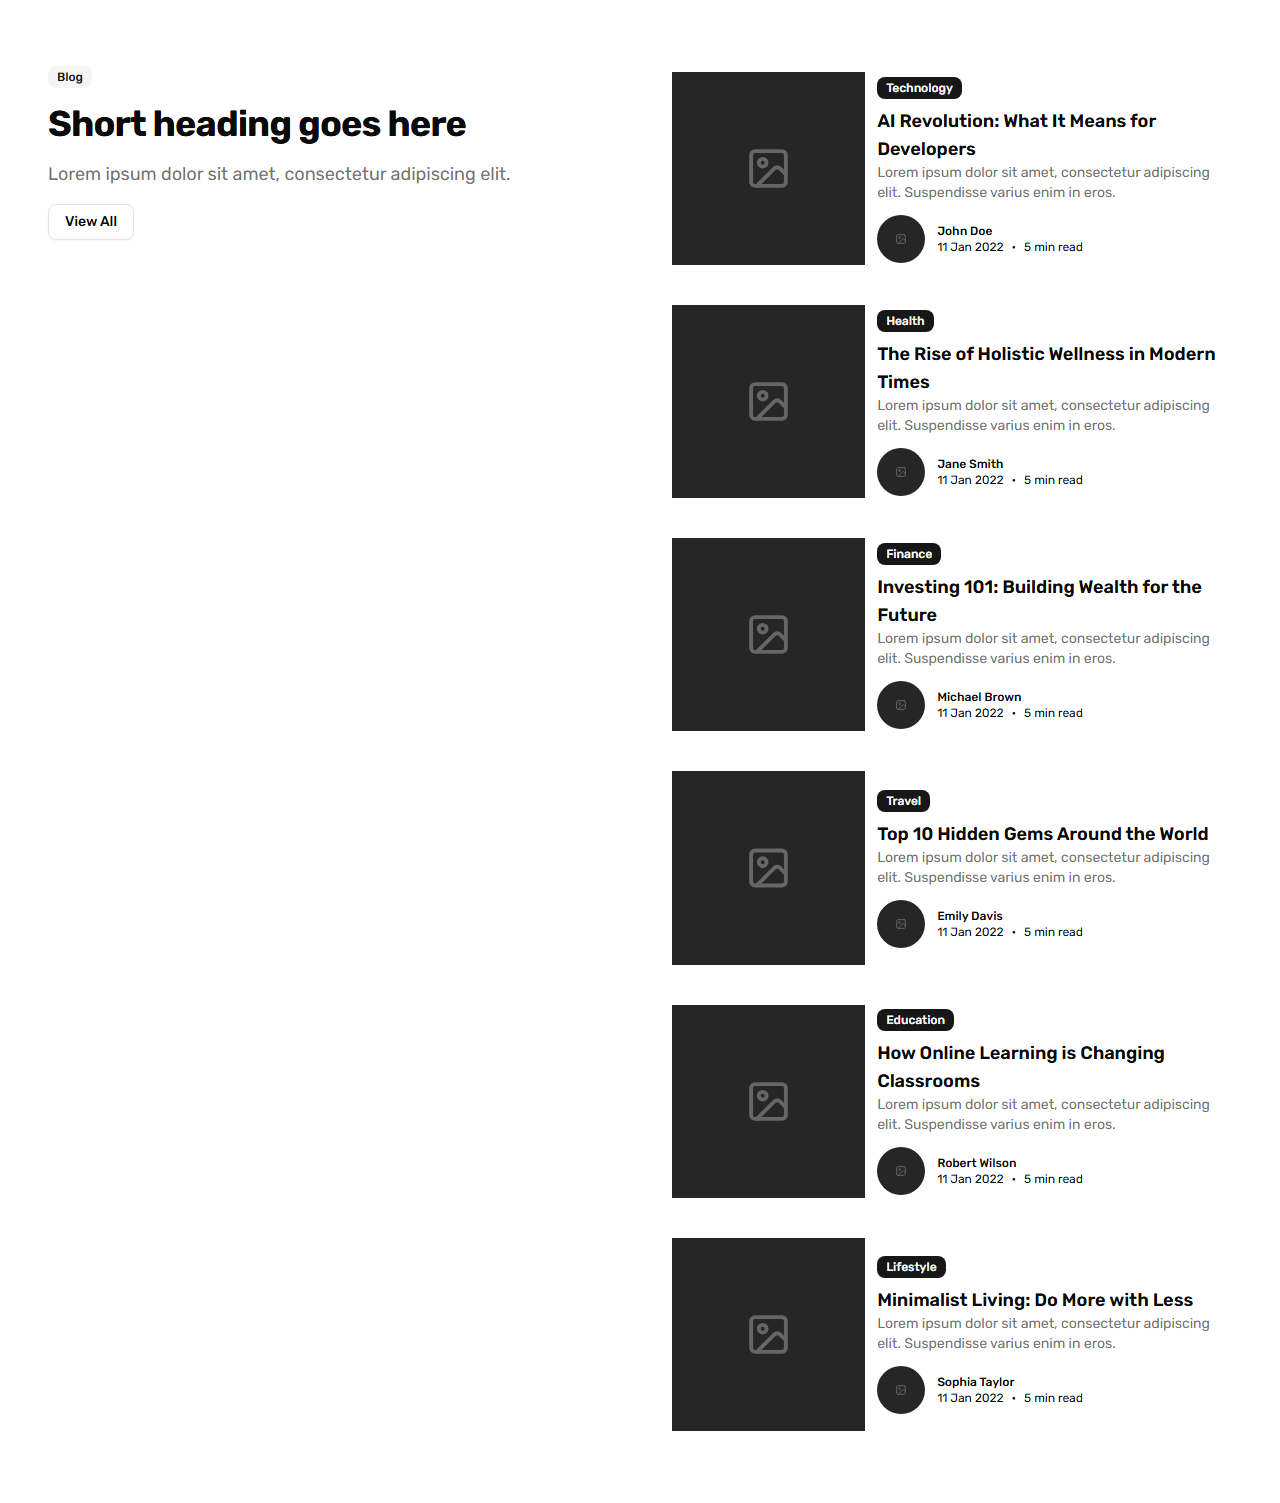 Blog
Short heading goes here
Lorem ipsum dolor sit amet, consectetur adipiscing elit.
View All
Technology
AI Revolution: What It Means for
Developers
Lorem ipsum dolor sit amet, consectetur adipiscing
elit. Suspendisse varius enim in eros.
John Doe
11 Jan 2022 • 5 min read
Health
The Rise of Holistic Wellness in Modern
Times
Lorem ipsum dolor sit amet, consectetur adipiscing
elit. Suspendisse varius enim in eros.
Jane Smith
11 Jan 2022 • 5 min read
Finance
Investing 101: Building Wealth for the
Future
Lorem ipsum dolor sit amet, consectetur adipiscing
elit. Suspendisse varius enim in eros.
Michael Brown
11 Jan 2022 • 5 min read
Travel
Top 10 Hidden Gems Around the World
Lorem ipsum dolor sit amet, consectetur adipiscing
elit. Suspendisse varius enim in eros.
Emily Davis
11 Jan 2022 • 5 min read
Education
How Online Learning is Changing
Classrooms
Lorem ipsum dolor sit amet, consectetur adipiscing
elit. Suspendisse varius enim in eros.
Robert Wilson
11 Jan 2022 • 5 min read
Lifestyle
Minimalist Living: Do More with Less
Lorem ipsum dolor sit amet, consectetur adipiscing
elit. Suspendisse varius enim in eros.
Sophia Taylor
11 Jan 2022 • 5 min read